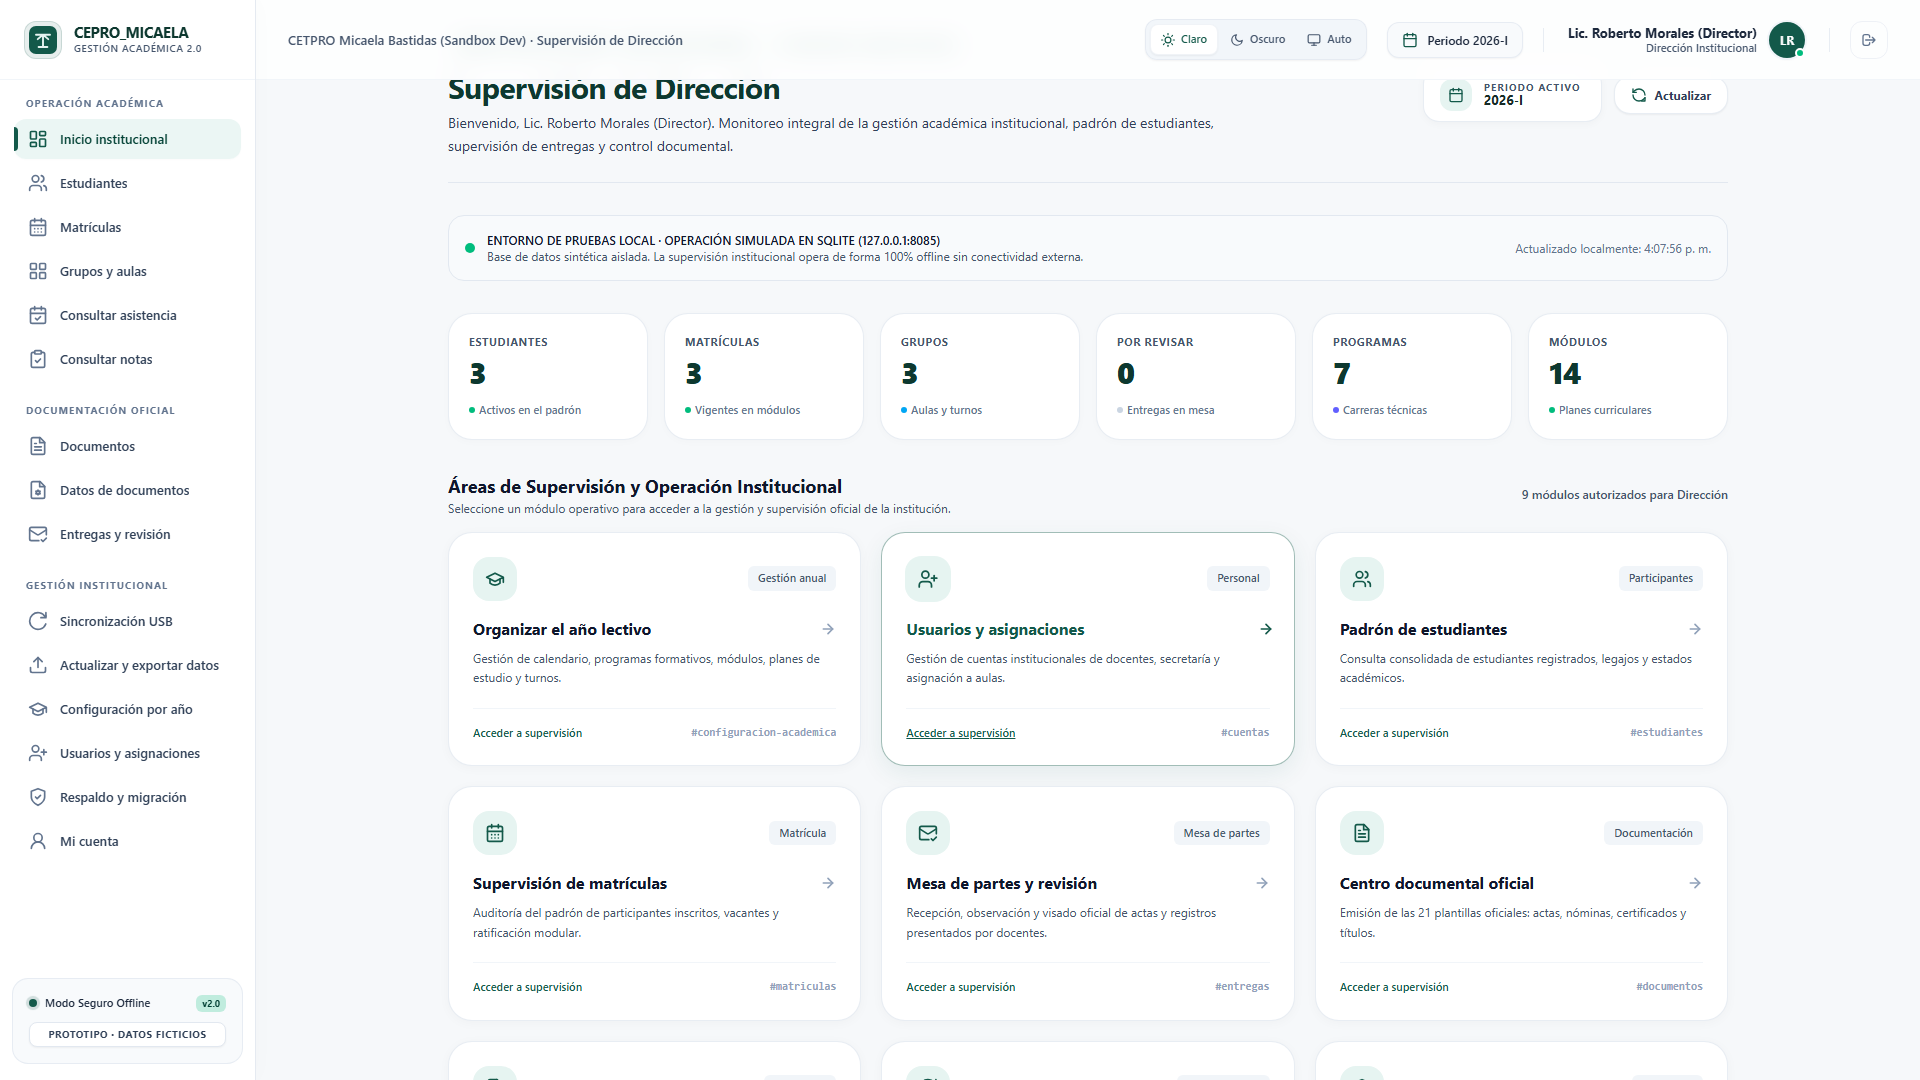 CEPRO_MICAELA
GESTIÓN ACADÉMICA 2.0
OPERACIÓN ACADÉMICA
Inicio institucional
Estudiantes
Matrículas
Grupos y aulas
Consultar asistencia
Consultar notas
DOCUMENTACIÓN OFICIAL
Documentos
Datos de documentos
Entregas y revisión
GESTIÓN INSTITUCIONAL
Sincronización USB
Actualizar y exportar datos
Configuración por año
Usuarios y asignaciones
Respaldo y migración
Mi cuenta
Modo Seguro Offline
v2.0
PROTOTIPO · DATOS FICTICIOS
CETPRO Micaela Bastidas (Sandbox Dev) · Supervisión de Dirección
Claro
Oscuro
Auto
Periodo 2026-I
Lic. Roberto Morales (Director)
Dirección Institucional
LR
Supervisión de Dirección
Bienvenido, Lic. Roberto Morales (Director). Monitoreo integral de la gestión académica institucional, padrón de estudiantes,
supervisión de entregas y control documental.
PERIODO ACTIVO
2026-I
Actualizar
ENTORNO DE PRUEBAS LOCAL · OPERACIÓN SIMULADA EN SQLITE (127.0.0.1:8085)
Base de datos sintética aislada. La supervisión institucional opera de forma 100% offline sin conectividad externa.
Actualizado localmente: 4:07:56 p. m.
ESTUDIANTES
3
Activos en el padrón
MATRÍCULAS
3
Vigentes en módulos
GRUPOS
3
Aulas y turnos
POR REVISAR
0
Entregas en mesa
PROGRAMAS
7
Carreras técnicas
MÓDULOS
14
Planes curriculares
Áreas de Supervisión y Operación Institucional
Seleccione un módulo operativo para acceder a la gestión y supervisión oficial de la institución.
9 módulos autorizados para Dirección
Gestión anual
Organizar el año lectivo
Gestión de calendario, programas formativos, módulos, planes de
estudio y turnos.
Acceder a supervisión
#configuracion-academica
Personal
Usuarios y asignaciones
Gestión de cuentas institucionales de docentes, secretaría y
asignación a aulas.
Acceder a supervisión
#cuentas
Participantes
Padrón de estudiantes
Consulta consolidada de estudiantes registrados, legajos y estados
académicos.
Acceder a supervisión
#estudiantes
Matrícula
Supervisión de matrículas
Auditoría del padrón de participantes inscritos, vacantes y
ratificación modular.
Acceder a supervisión
#matriculas
Mesa de partes
Mesa de partes y revisión
Recepción, observación y visado oficial de actas y registros
presentados por docentes.
Acceder a supervisión
#entregas
Documentación
Centro documental oficial
Emisión de las 21 plantillas oficiales: actas, nóminas, certificados y
títulos.
Acceder a supervisión
#documentos